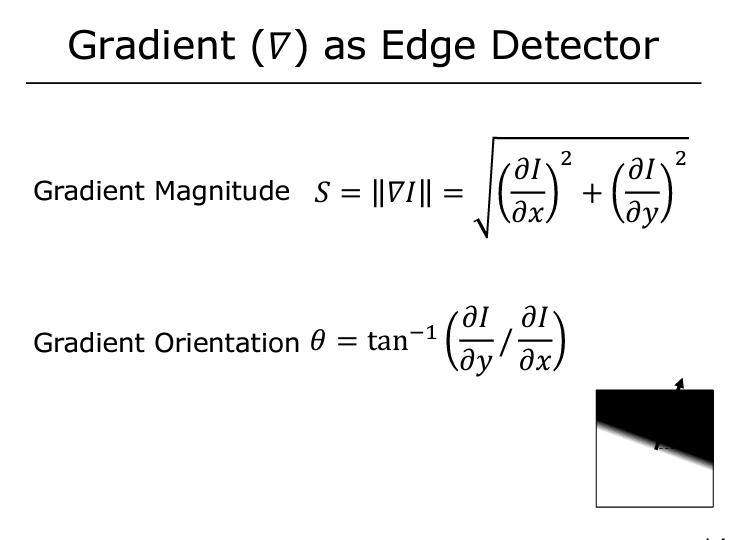 Gradient (∇) as Edge Detector
Gradient Magnitude S = ‖∇I‖ = √((∂I/∂x)² + (∂I/∂y)²)
Gradient Orientation θ = tan⁻¹(∂I/∂y / ∂I/∂x)